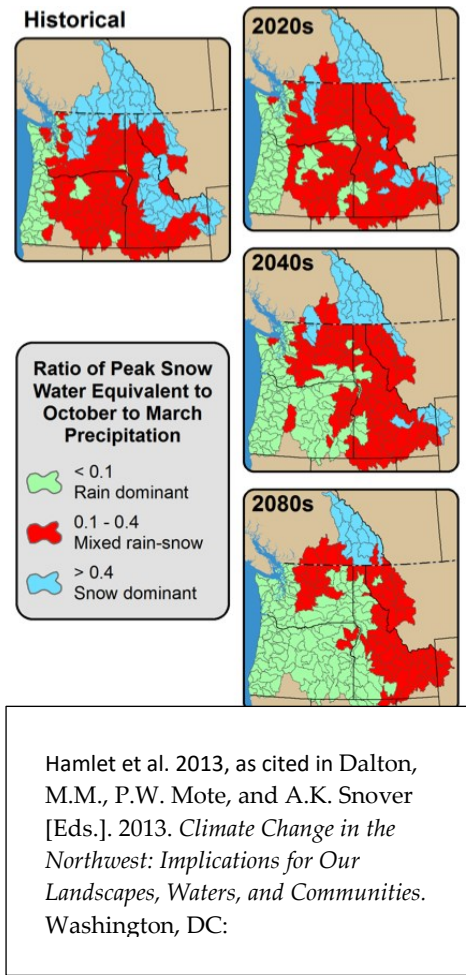 Historical
2020s
2040s
Ratio of Peak Snow
Water Equivalent to
October to March
Precipitation
< 0.1
Rain dominant
0.1 - 0.4
Mixed rain-snow
> 0.4
Snow dominant
2080s
Hamlet et al. 2013, as cited in Dalton,
M.M., P.W. Mote, and A.K. Snover
[Eds.]. 2013. Climate Change in the
Northwest: Implications for Our
Landscapes, Waters, and Communities.
Washington, DC: